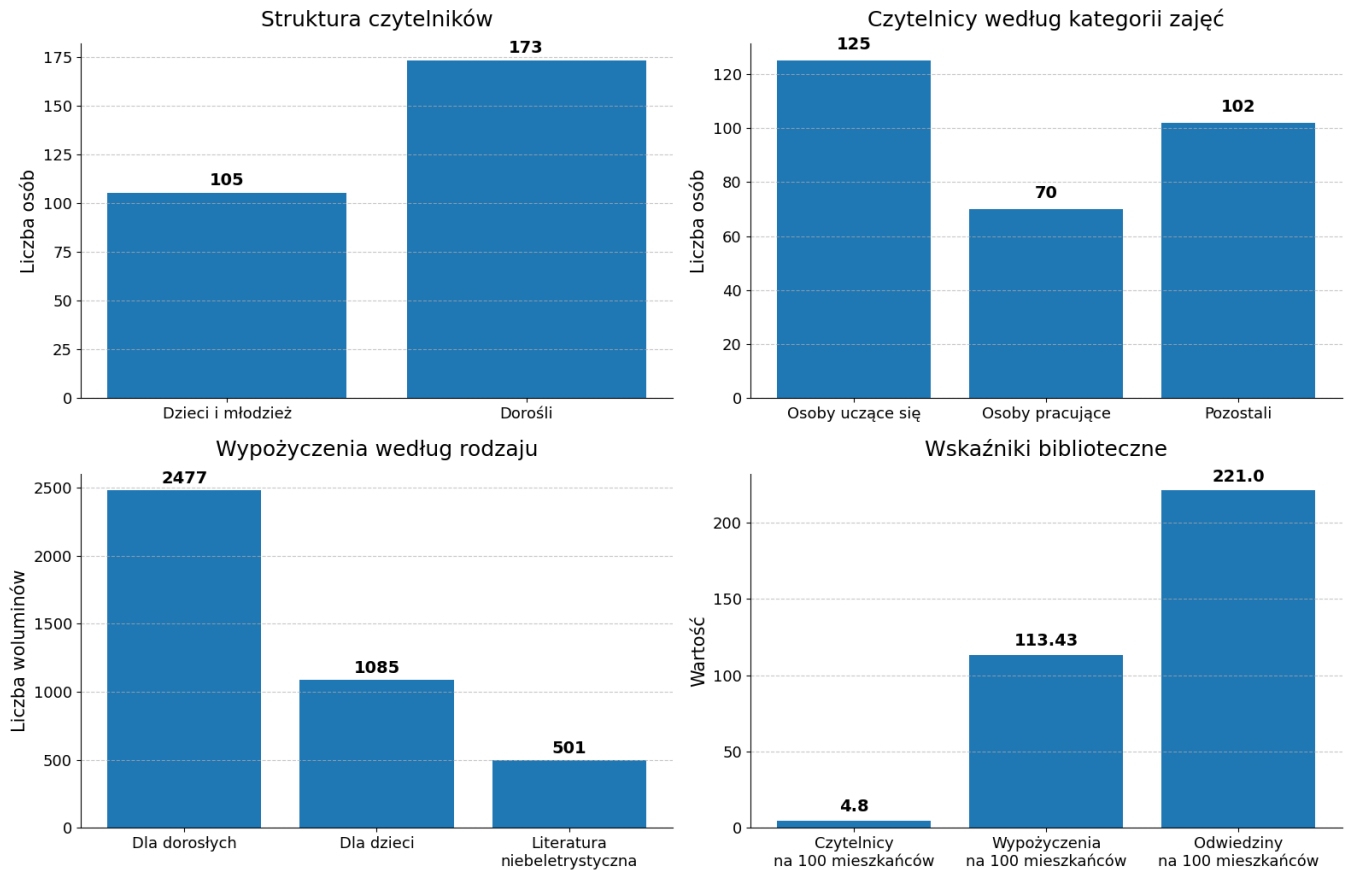 Struktura czytelników
173
175
150
125
105
100
75
50
25
0
Liczba osób
Dzieci i młodzież
Dorośli
Czytelnicy według kategorii zajęć
125
120
102
100
80
70
60
40
20
0
Liczba osób
Osoby uczące się
Osoby pracujące
Pozostali
Wypożyczenia według rodzaju
2477
2500
2000
1500
1085
1000
501
500
0
Liczba woluminów
Dla dorosłych
Dla dzieci
Literatura
niebeletrystyczna
Wskaźniki biblioteczne
221.0
200
150
113.43
100
50
4.8
0
Wartość
Czytelnicy
na 100 mieszkańców
Wypożyczenia
na 100 mieszkańców
Odwiedziny
na 100 mieszkańców